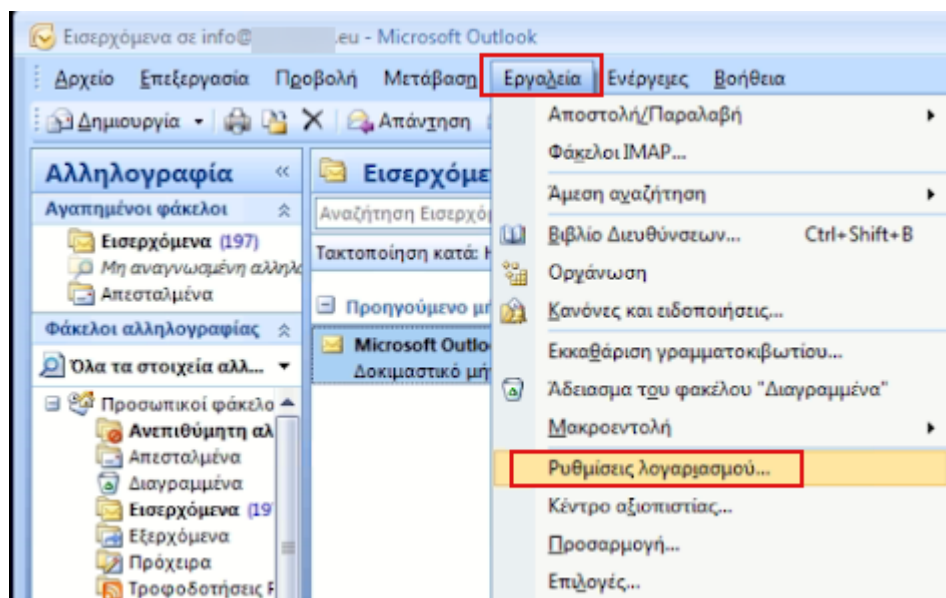 Εισερχόμενα σε info@ .eu - Microsoft Outlook
Αρχείο Επεξεργασία Προβολή Μετάβαση Εργαλεία Ενέργειες Βοήθεια
Δημιουργία Απάντηση
Αλληλογραφία «
Αγαπημένοι φάκελοι
Εισερχόμενα (197)
Μη αναγνωσμένη αλληλο
Απεσταλμένα
Φάκελοι αλληλογραφίας
Όλα τα στοιχεία αλλ...
Προσωπικοί φάκελο
Ανεπιθύμητη αλ
Απεσταλμένα
Διαγραμμένα
Εισερχόμενα (19
Εξερχόμενα
Πρόχειρα
Τροφοδοτήσεις R
Εισερχόμε
Αναζήτηση Εισερχό
Τακτοποίηση κατά: Η
Προηγούμενο μή
Microsoft Outlo
Δοκιμαστικό μή
Αποστολή/Παραλαβή
Φάκελοι IMAP...
Άμεση αναζήτηση
Βιβλίο Διευθύνσεων... Ctrl+Shift+B
Οργάνωση
Κανόνες και ειδοποιήσεις...
Εκκαθάριση γραμματοκιβωτίου...
Άδειασμα του φακέλου "Διαγραμμένα"
Μακροεντολή
Ρυθμίσεις λογαριασμού...
Κέντρο αξιοπιστίας...
Προσαρμογή...
Επιλογές...